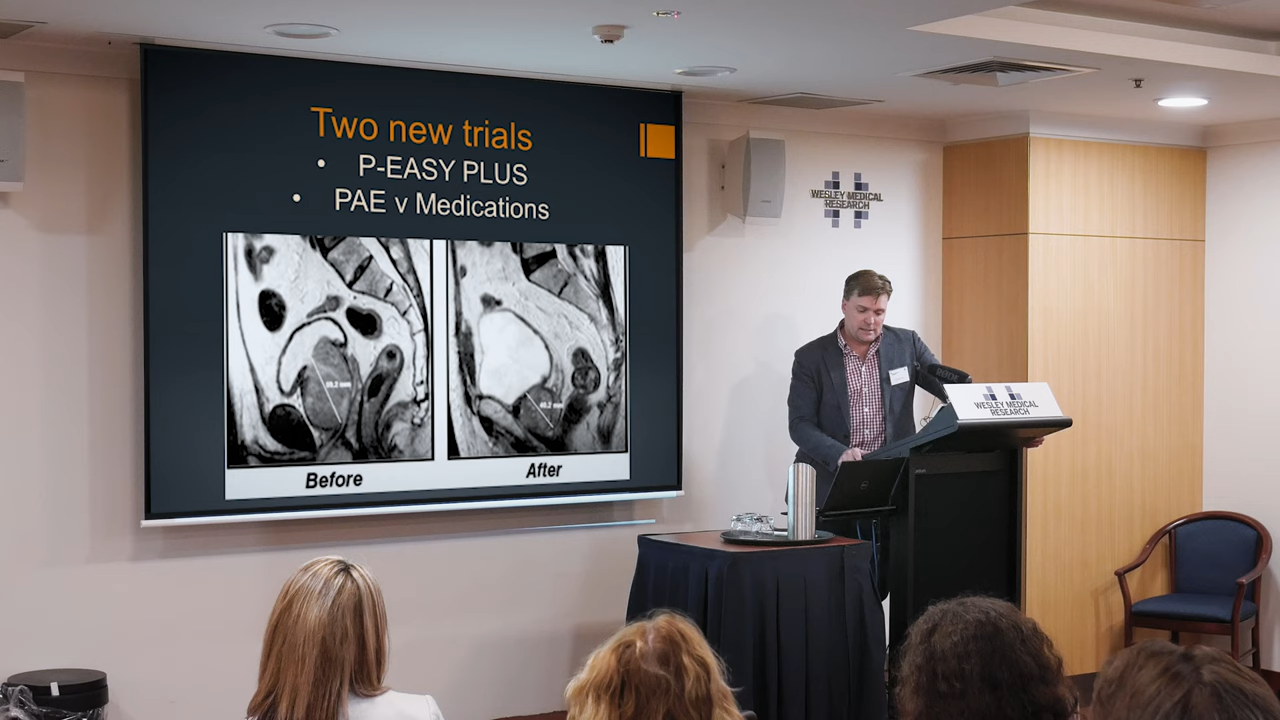 Two new trials
• P-EASY PLUS
• PAE v Medications
Before
After
WESLEY MEDICAL
RESEARCH
WESLEY MEDICAL
RESEARCH